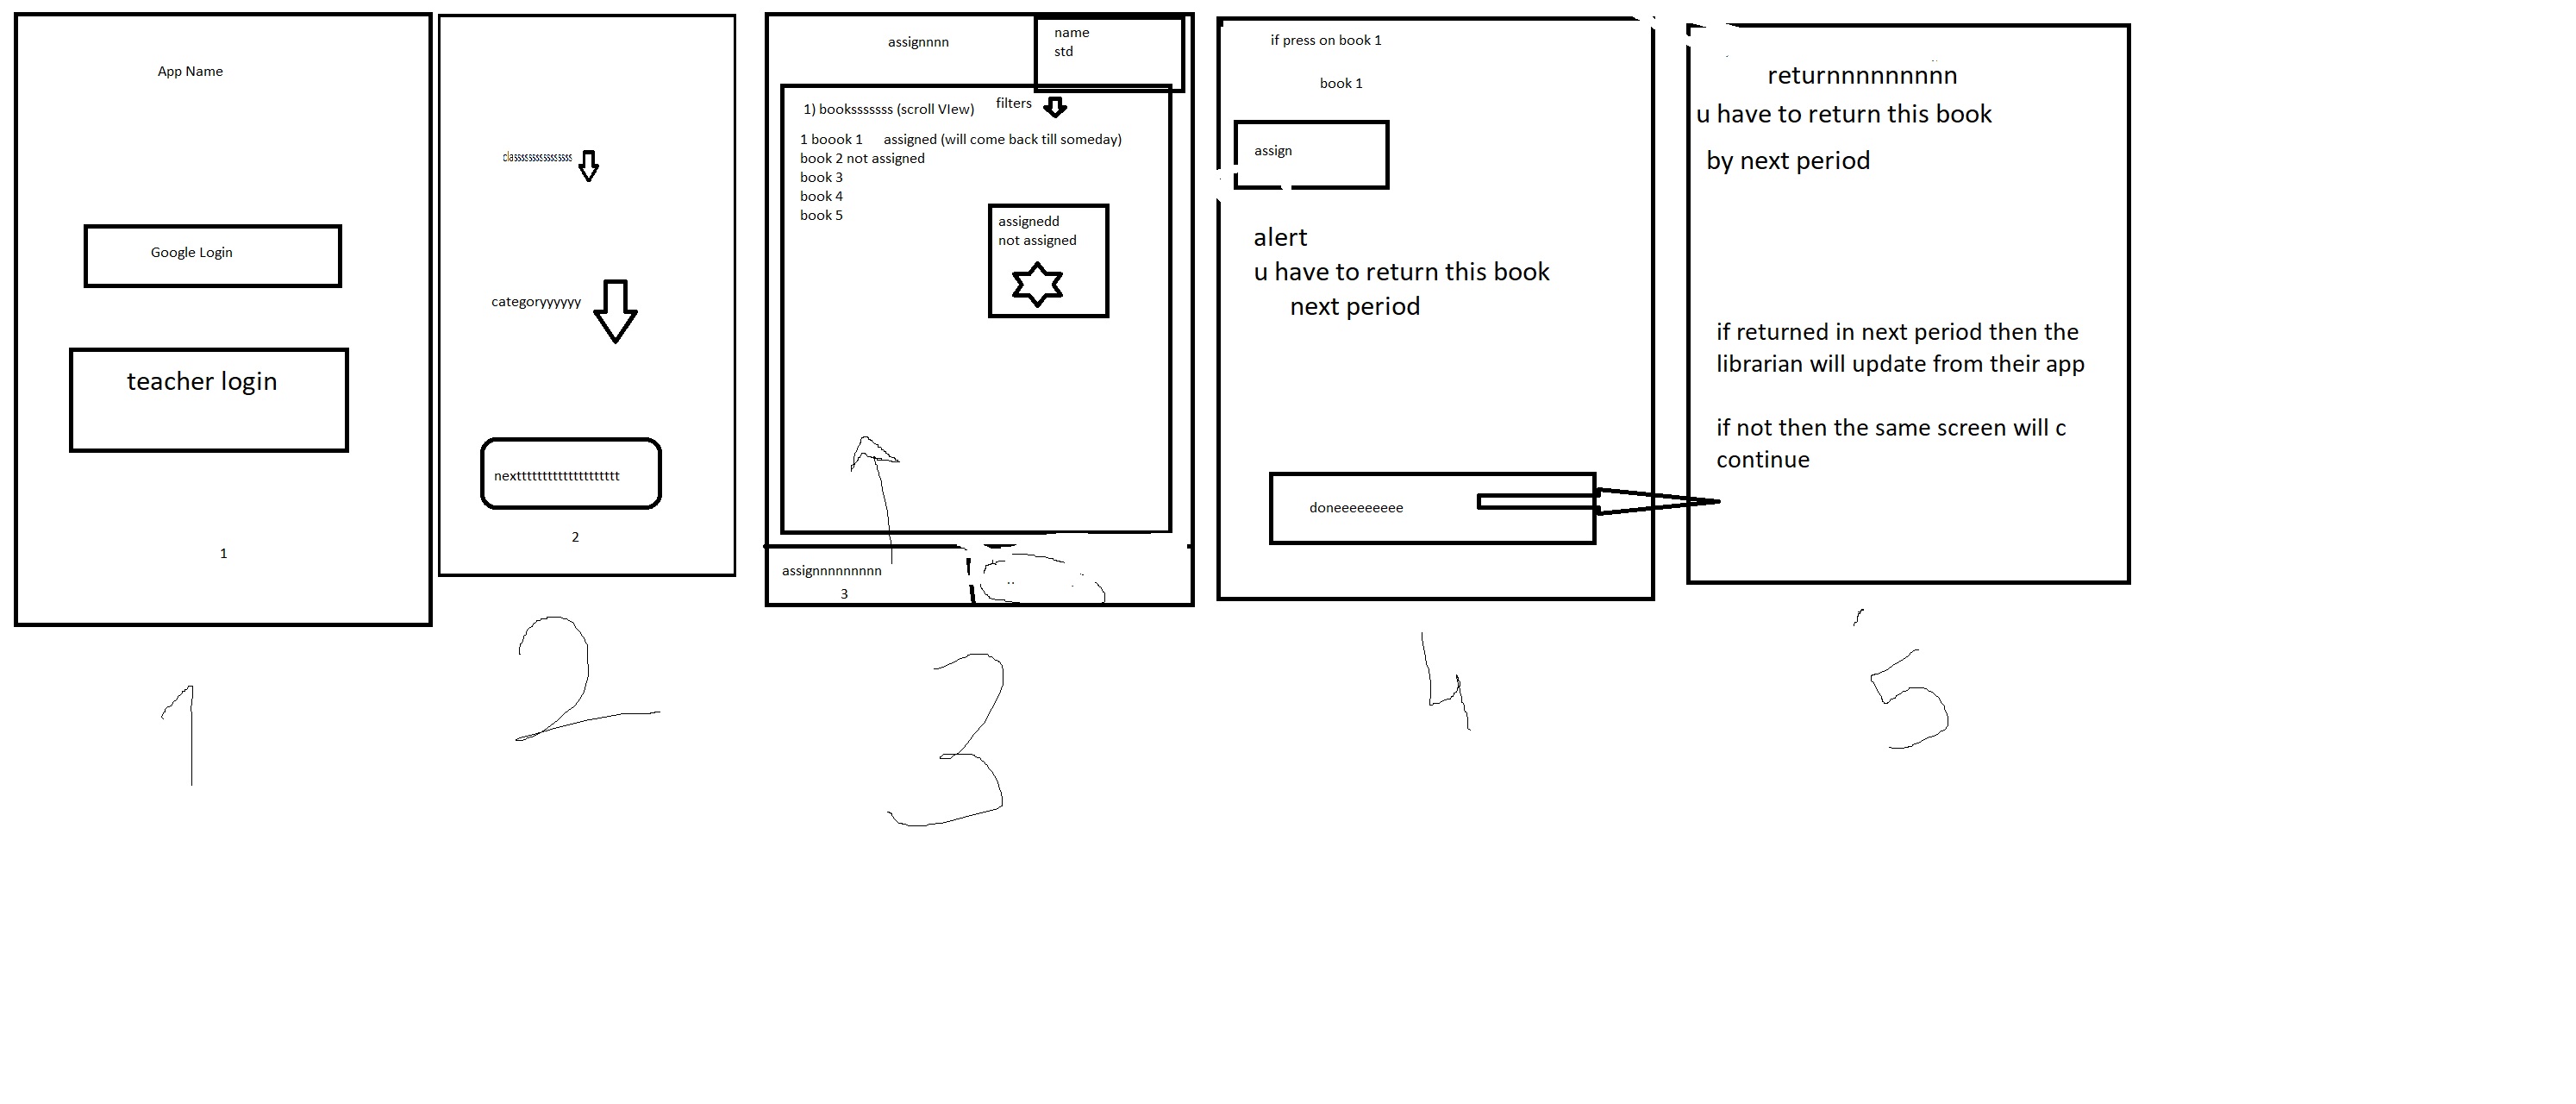 App Name
Google Login
teacher login
1
classssssssssssssss
categoryyyyyy
nextttttttttttttttttttt
2
assignnnn
name
std
1) booksssssss (scroll VIew)
filters
1 boook 1 assigned (will come back till someday)
book 2 not assigned
book 3
book 4
book 5
assignedd
not assigned
assignnnnnnnnn
3
if press on book 1
book 1
assign
alert
u have to return this book
next period
doneeeeeeeeee
returnnnnnnnnnn
u have to return this book
by next period
if returned in next period then the
librarian will update from their app
if not then the same screen will c
continue
1
2
3
4
5